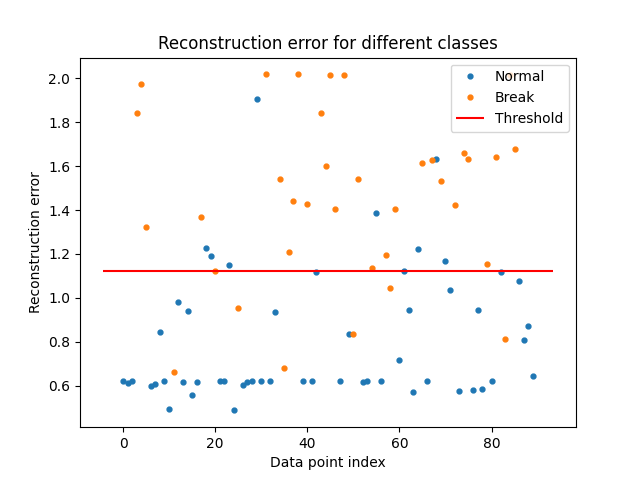 Reconstruction error for different classes
Normal
Break
Threshold
Reconstruction error
2.0
1.8
1.6
1.4
1.2
1.0
0.8
0.6
0 20 40 60 80
Data point index